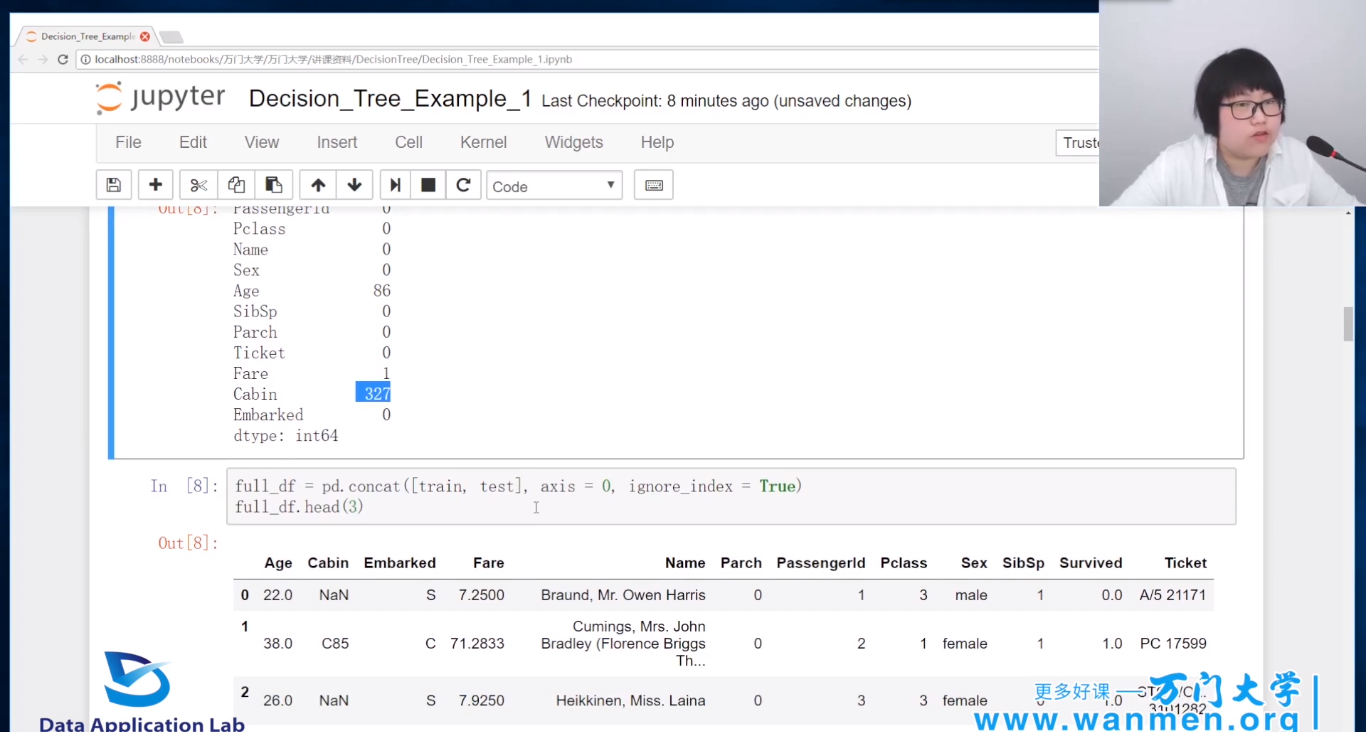 Decision_Tree_Example
localhost:8888/notebooks/万门大学/万门大学/讲课资料/DecisionTree/Decision_Tree_Example_1.ipynb
jupyter Decision_Tree_Example_1 Last Checkpoint: 8 minutes ago (unsaved changes)
File Edit View Insert Cell Kernel Widgets Help Truste
Code
Out[8]: PassengerId 0
Pclass 0
Name 0
Sex 0
Age 86
SibSp 0
Parch 0
Ticket 0
Fare 1
Cabin 327
Embarked 0
dtype: int64
In [8]: full_df = pd.concat([train, test], axis = 0, ignore_index = True)
full_df.head(3)
Out[8]:
Age Cabin Embarked Fare Name Parch PassengerId Pclass Sex SibSp Survived Ticket
0 22.0 NaN S 7.2500 Braund, Mr. Owen Harris 0 1 3 male 1 0.0 A/5 21171
1 38.0 C85 C 71.2833 Cumings, Mrs. John
Bradley (Florence Briggs
Th... 0 2 1 female 1 1.0 PC 17599
2 26.0 NaN S 7.9250 Heikkinen, Miss. Laina 0 3 3 female 0 1.0
3101282
Data Application Lab
更多好课 — 万门大学
www.wanmen.org